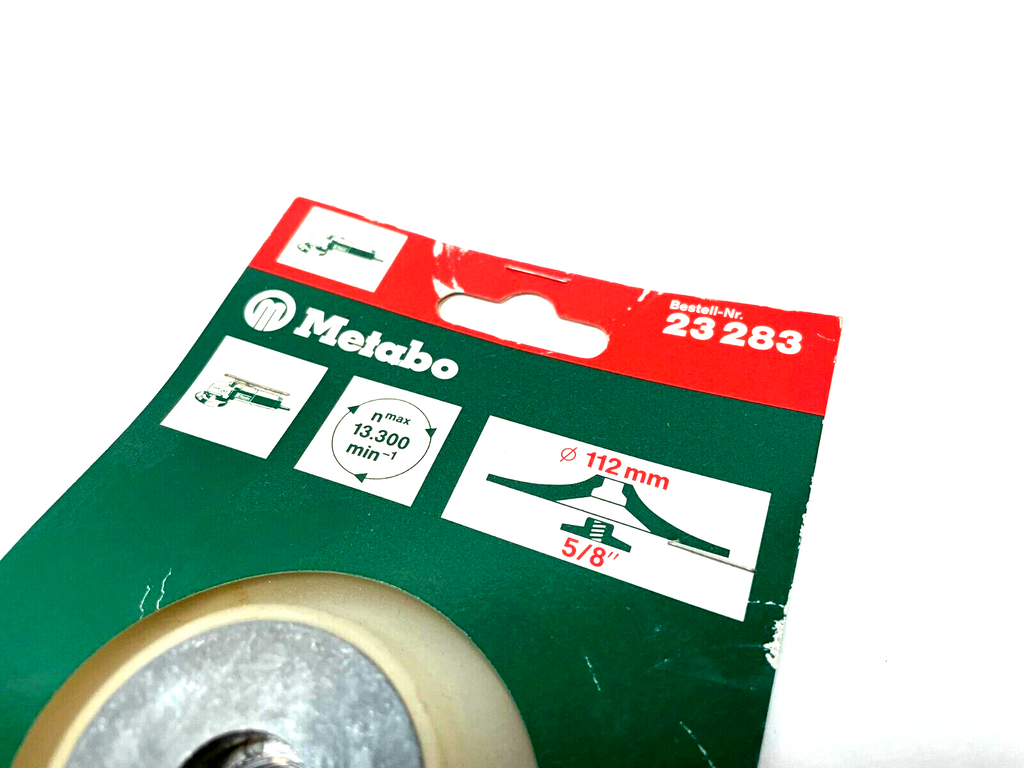 Bestell-Nr.
23 283
Metabo
n max
13.300
min⁻¹
Ø 112 mm
5/8"